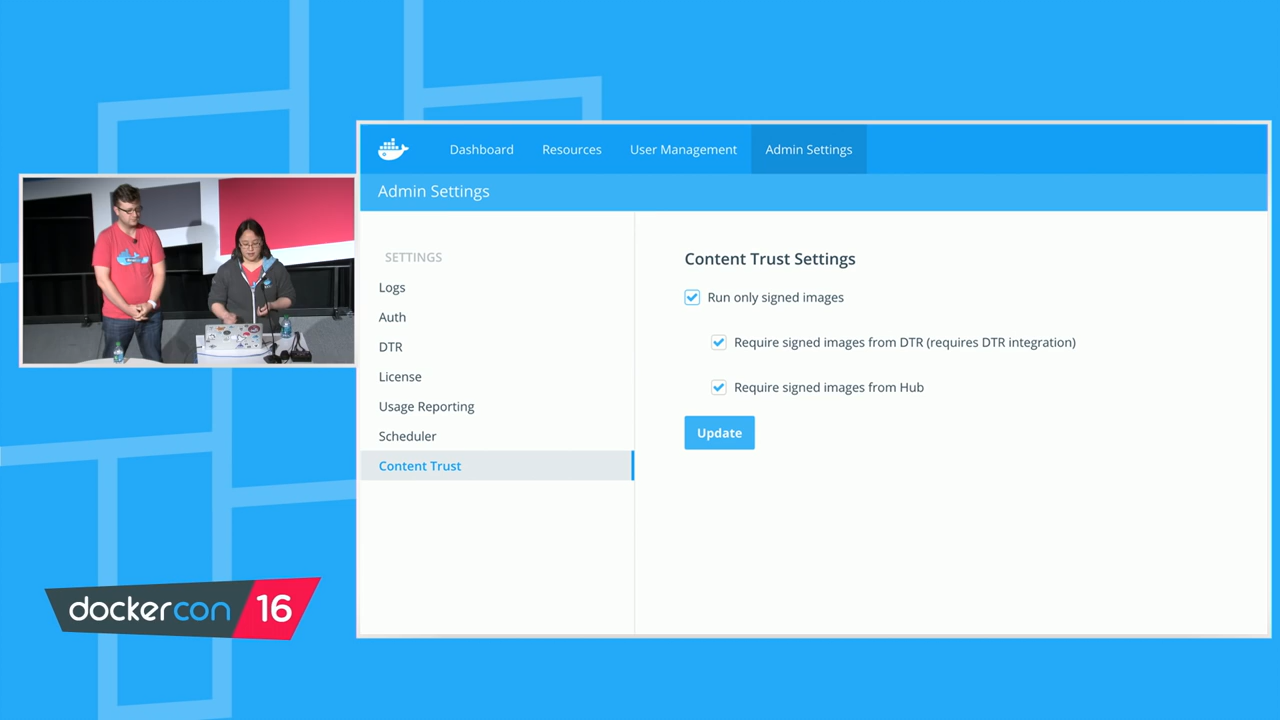 Dashboard Resources User Management Admin Settings
Admin Settings
SETTINGS
Logs
Auth
DTR
License
Usage Reporting
Scheduler
Content Trust
Content Trust Settings
Run only signed images
Require signed images from DTR (requires DTR integration)
Require signed images from Hub
Update
dockercon 16